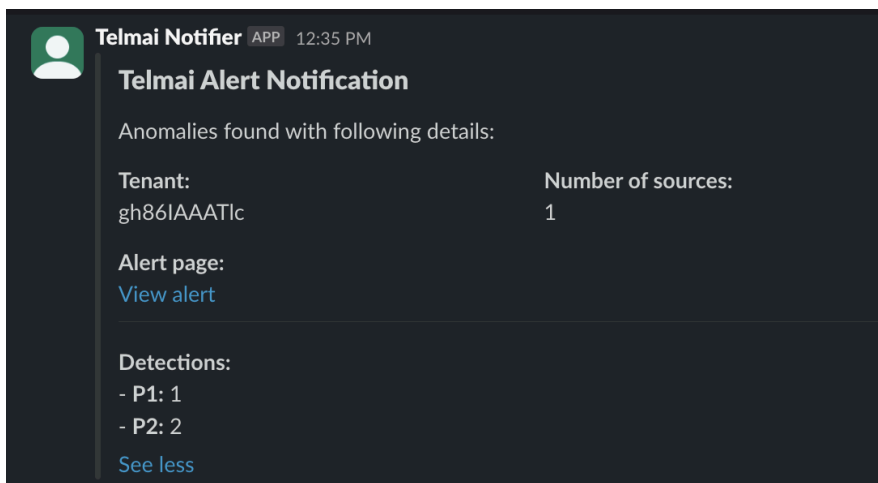 Telmai Notifier APP 12:35 PM
Telmai Alert Notification
Anomalies found with following details:
Tenant: Number of sources:
gh86IAAATlc 1
Alert page:
View alert
Detections:
- P1: 1
- P2: 2
See less